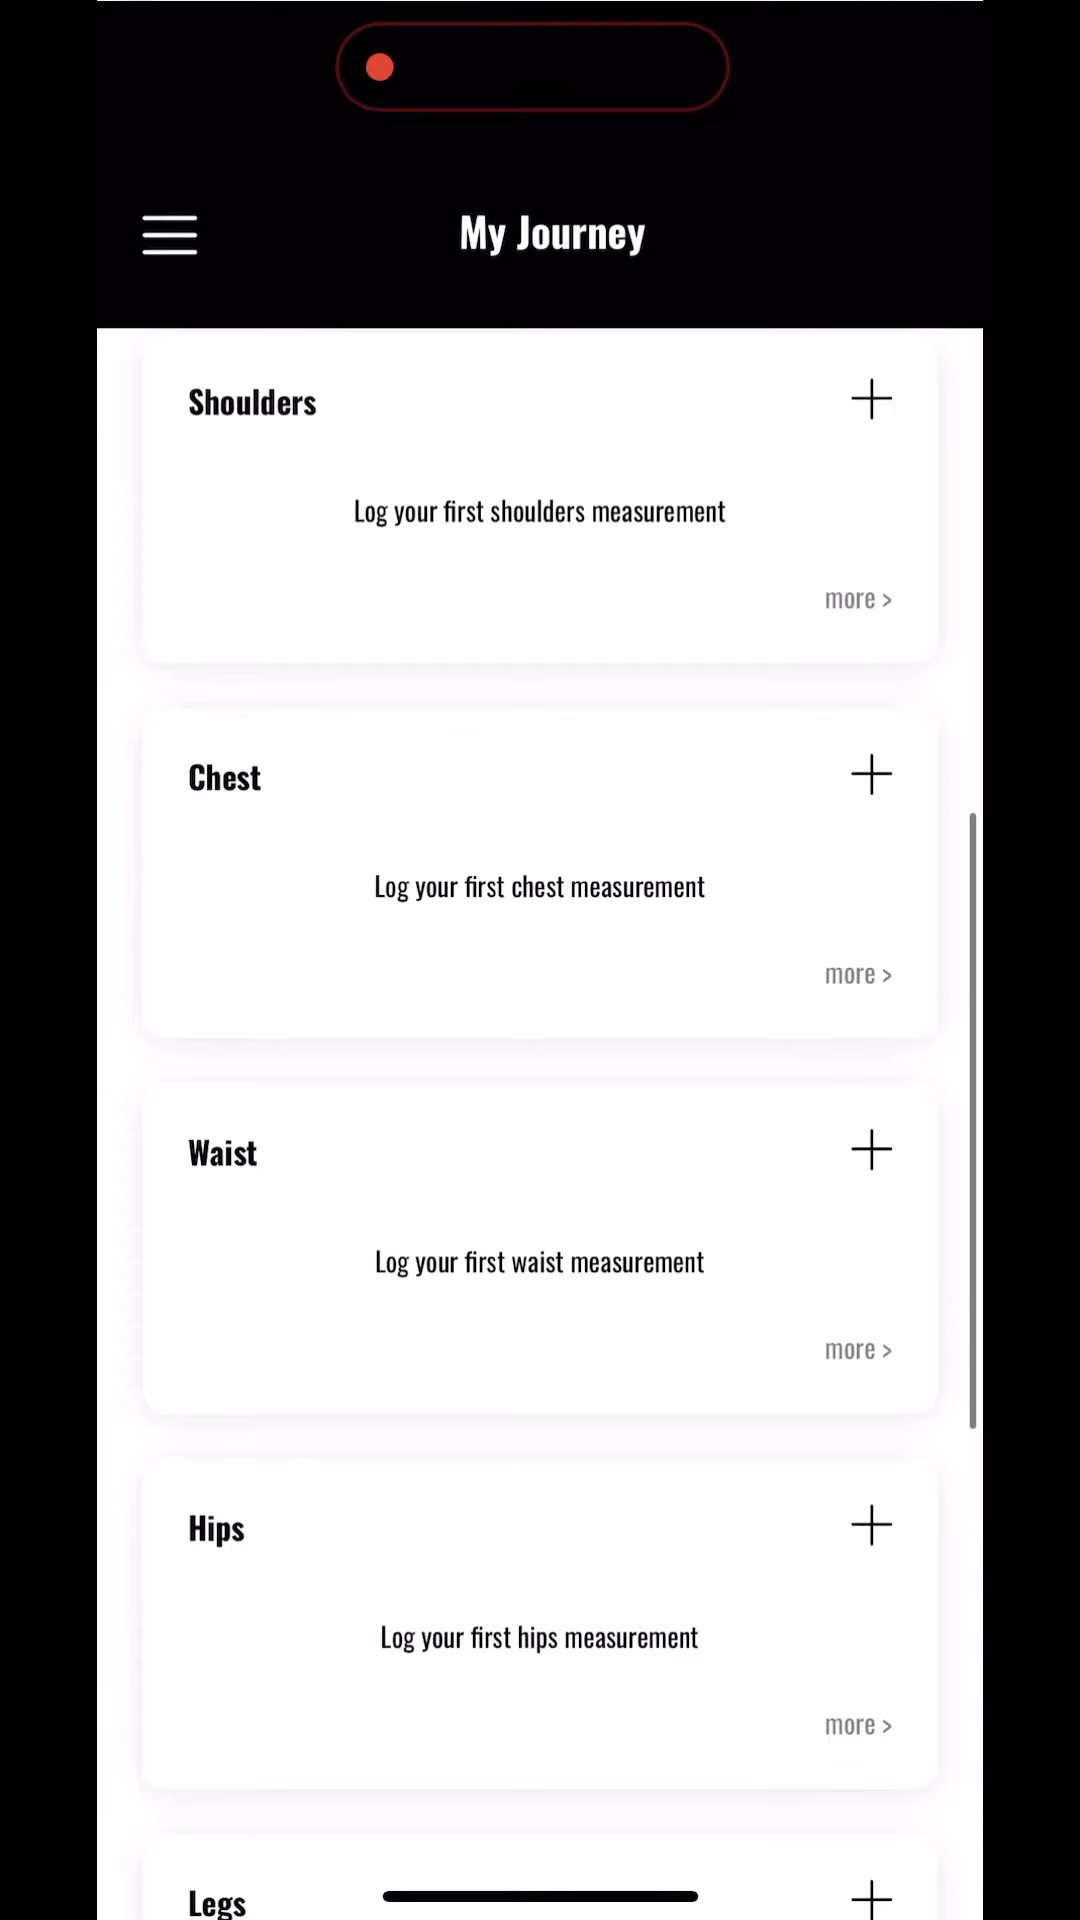 My Journey
Shoulders
Log your first shoulders measurement
more >
Chest
Log your first chest measurement
more >
Waist
Log your first waist measurement
more >
Hips
Log your first hips measurement
more >
Legs